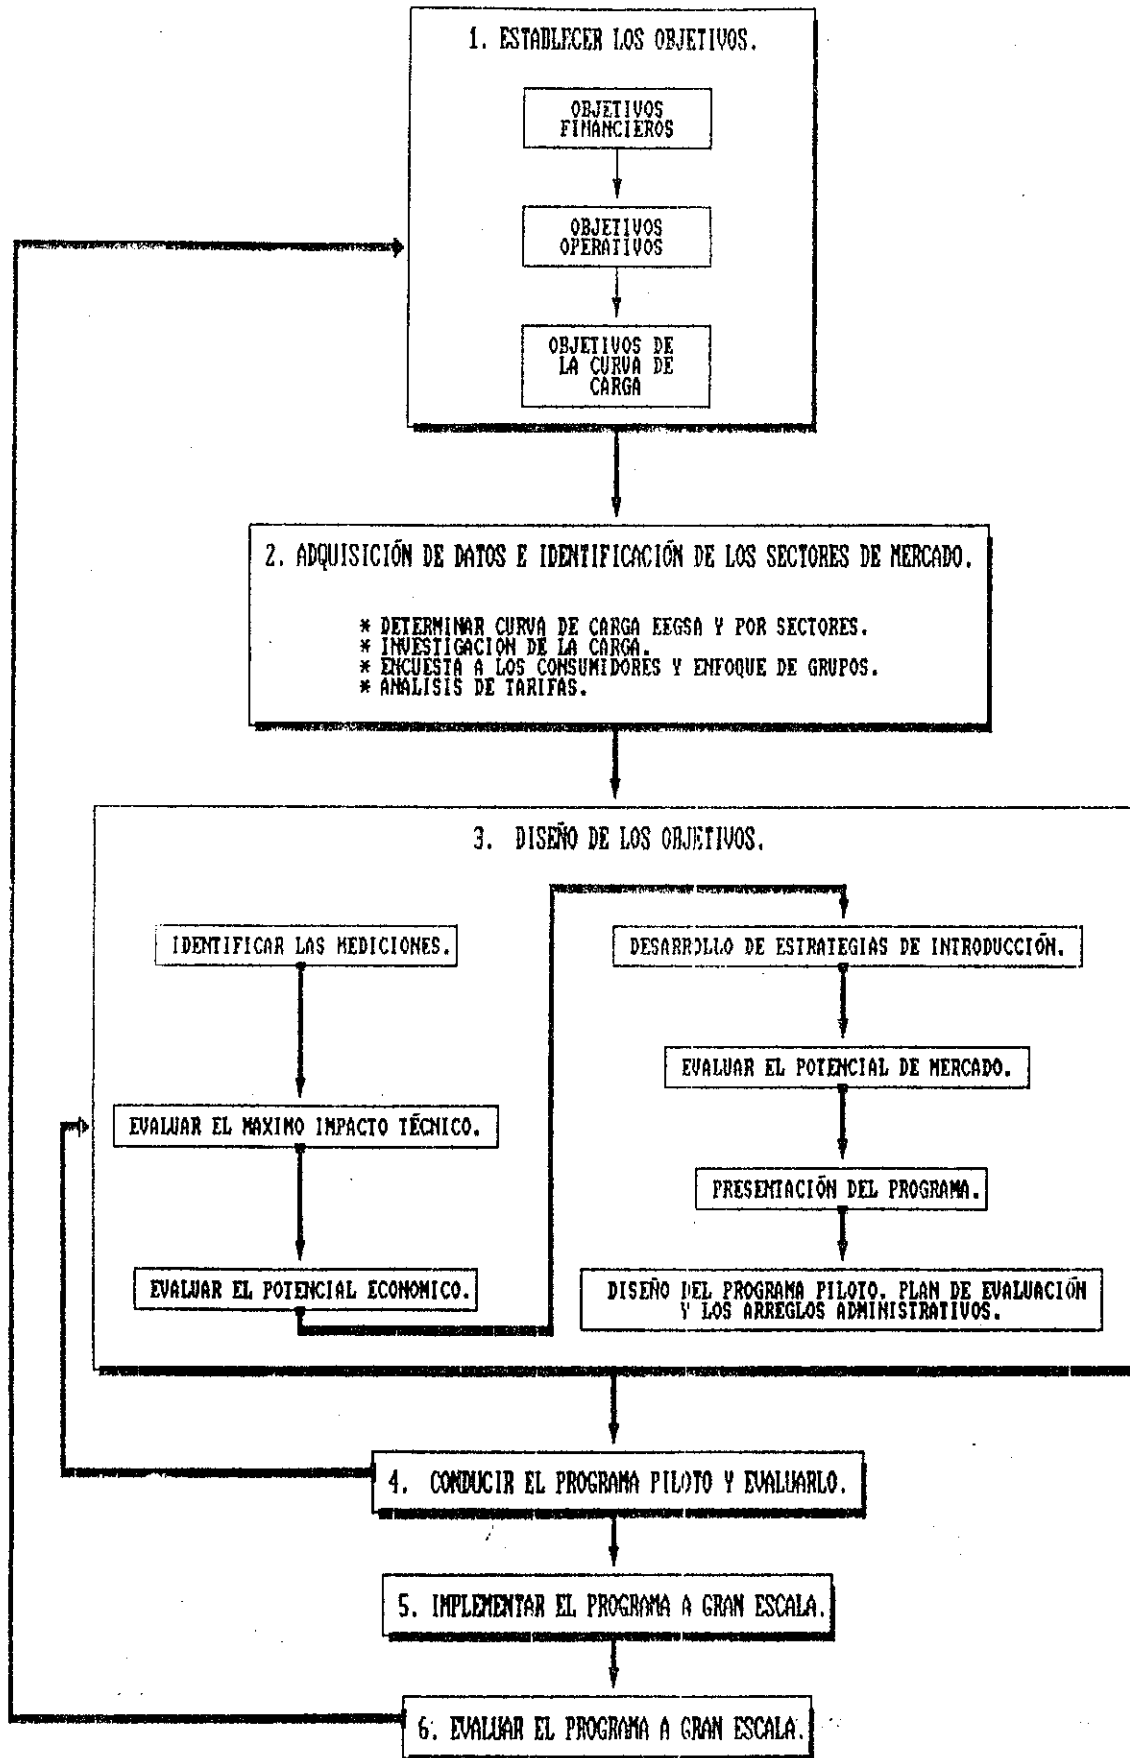 1. ESTABLECER LOS OBJETIVOS.
OBJETIVOS
FINANCIEROS
OBJETIVOS
OPERATIVOS
OBJETIVOS DE
LA CURVA DE
CARGA
2. ADQUISICIÓN DE DATOS E IDENTIFICACIÓN DE LOS SECTORES DE MERCADO.
* DETERMINAR CURVA DE CARGA EEGSA Y POR SECTORES.
* INVESTIGACION DE LA CARGA.
* ENCUESTA A LOS CONSUMIDORES Y ENFOQUE DE GRUPOS.
* ANALISIS DE TARIFAS.
3. DISEÑO DE LOS OBJETIVOS.
IDENTIFICAR LAS MEDICIONES.
EVALUAR EL MAXIMO IMPACTO TÉCNICO.
EVALUAR EL POTENCIAL ECONOMICO.
DESARROLLO DE ESTRATEGIAS DE INTRODUCCIÓN.
EVALUAR EL POTENCIAL DE MERCADO.
PRESENTACIÓN DEL PROGRAMA.
DISEÑO DEL PROGRAMA PILOTO. PLAN DE EVALUACIÓN
Y LOS ARREGLOS ADMINISTRATIVOS.
4. CONDUCIR EL PROGRAMA PILOTO Y EVALUARLO.
5. IMPLEMENTAR EL PROGRAMA A GRAN ESCALA.
6. EVALUAR EL PROGRAMA A GRAN ESCALA.